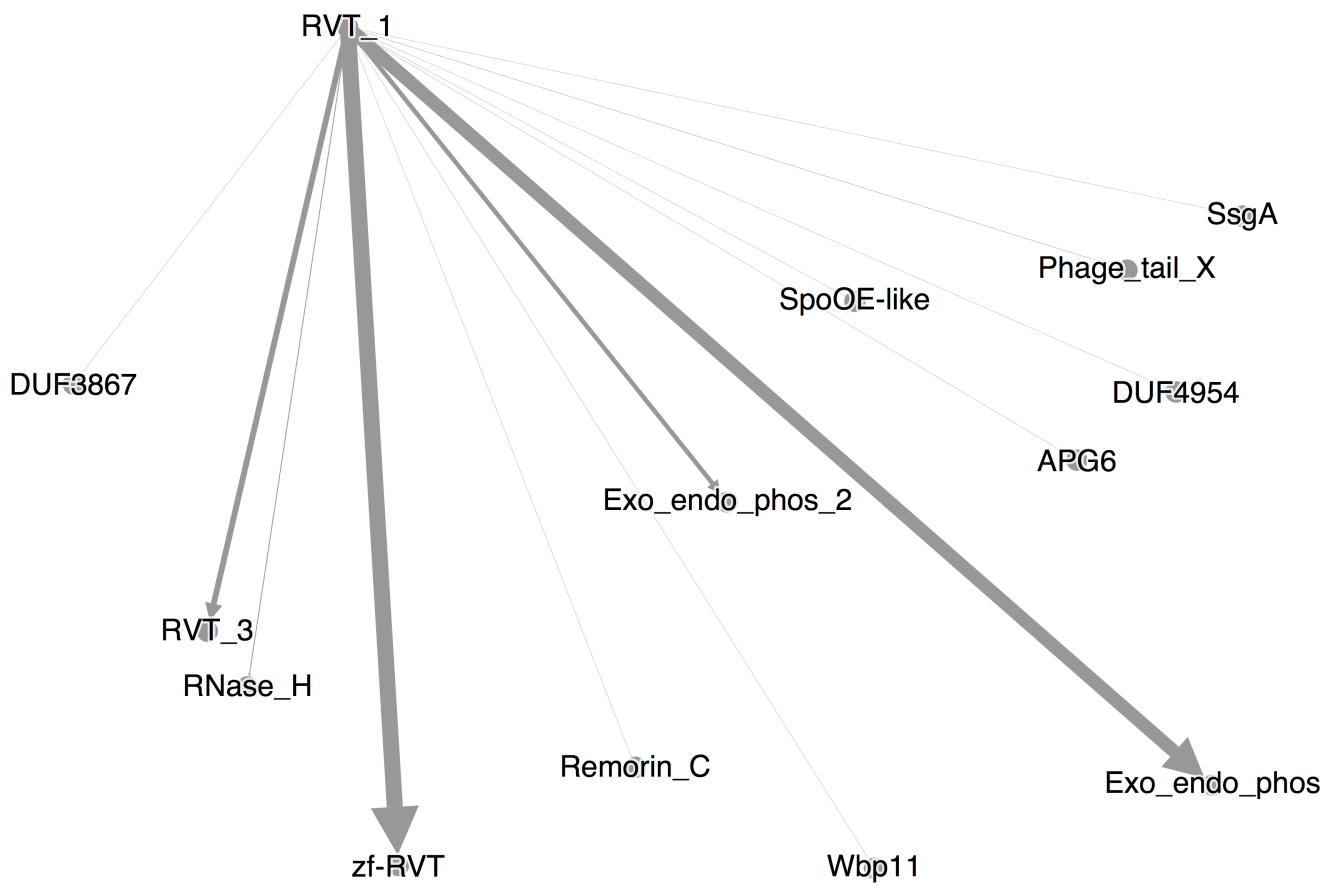 RVT_1
SsgA
Phage_tail_X
SpoOE-like
DUF3867
DUF4954
APG6
Exo_endo_phos_2
RVT_3
RNase_H
Remorin_C
Exo_endo_phos
zf-RVT
Wbp11